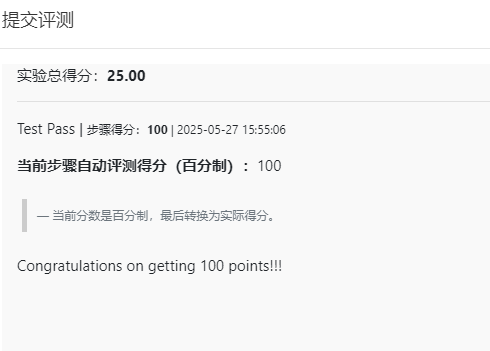 提交评测
实验总得分：25.00
Test Pass | 步骤得分：100 | 2025-05-27 15:55:06
当前步骤自动评测得分（百分制）：100
— 当前分数是百分制，最后转换为实际得分。
Congratulations on getting 100 points!!!